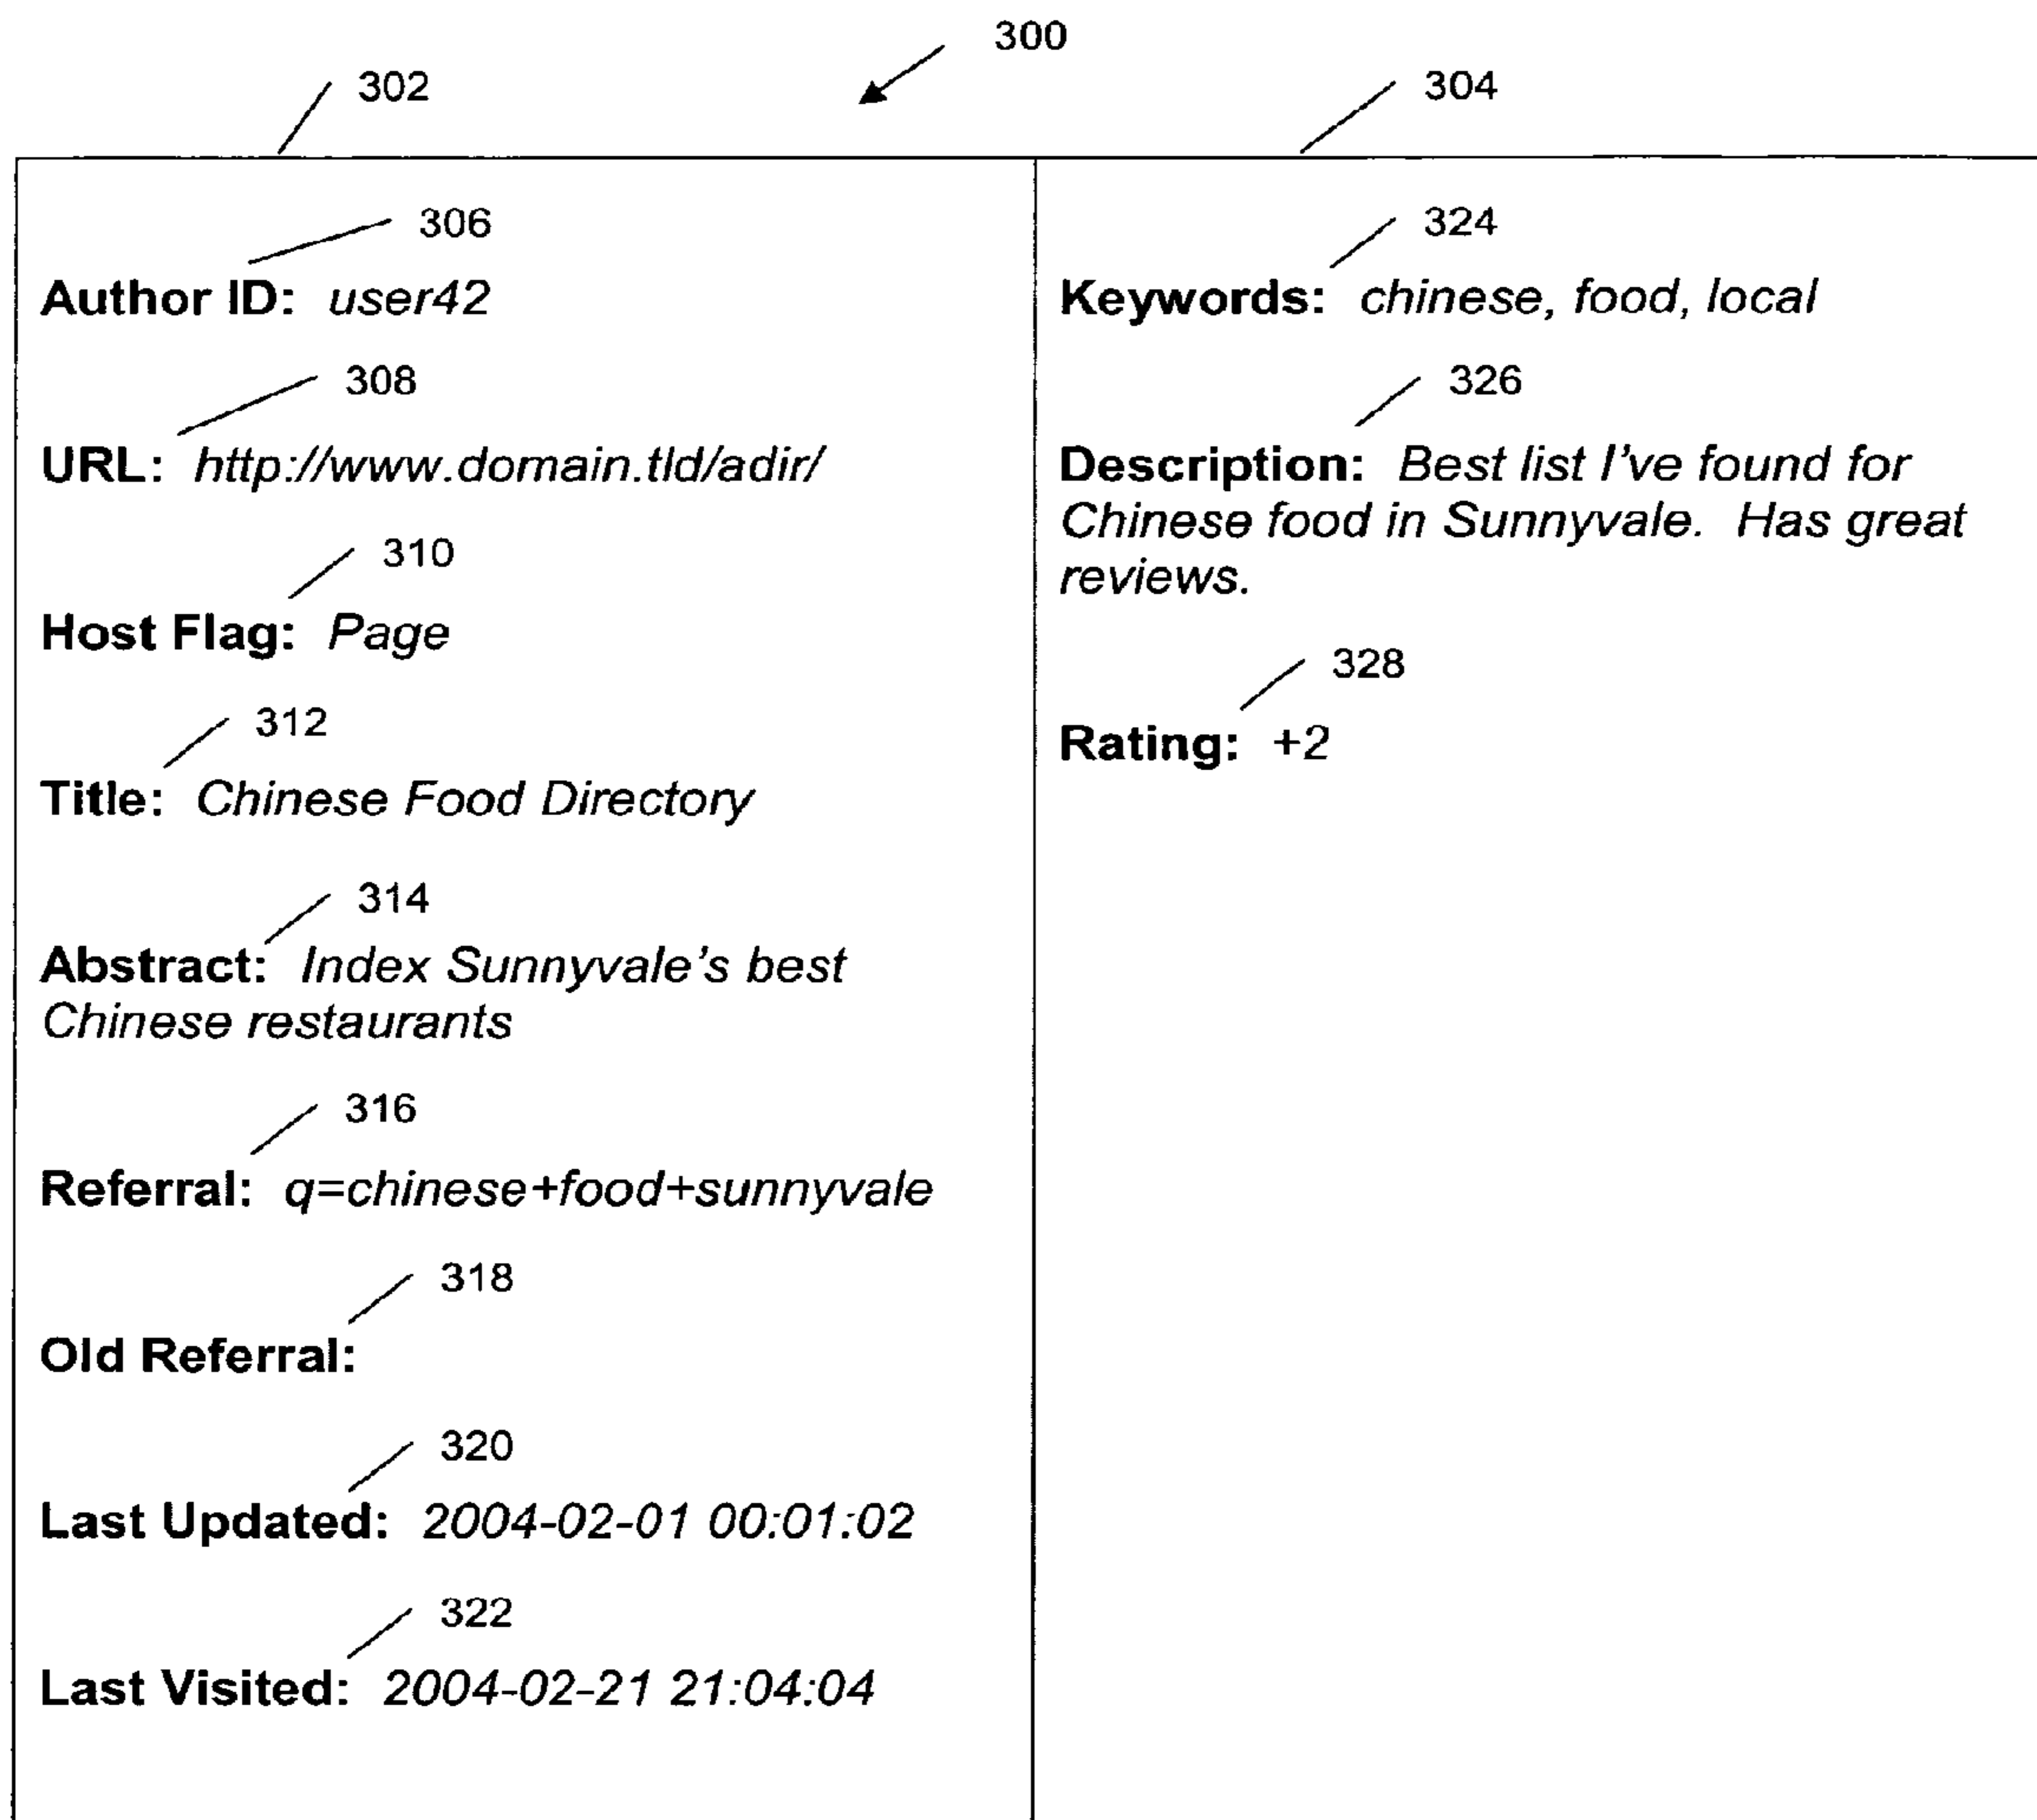 300
302
304
306
Author ID: user42
308
URL: http://www.domain.tld/adir/
310
Host Flag: Page
312
Title: Chinese Food Directory
314
Abstract: Index Sunnyvale's best
Chinese restaurants
316
Referral: q=chinese+food+sunnyvale
318
Old Referral:
320
Last Updated: 2004-02-01 00:01:02
322
Last Visited: 2004-02-21 21:04:04
324
Keywords: chinese, food, local
326
Description: Best list I've found for
Chinese food in Sunnyvale. Has great
reviews.
328
Rating: +2